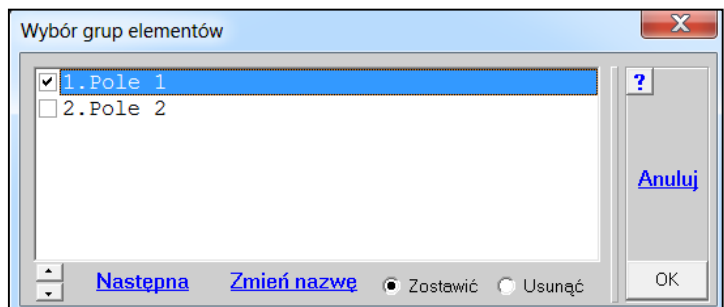 Wybór grup elementów
X
1.Pole 1
?
2.Pole 2
Anuluj
Następna Zmień nazwę Zostawić Usunąć OK